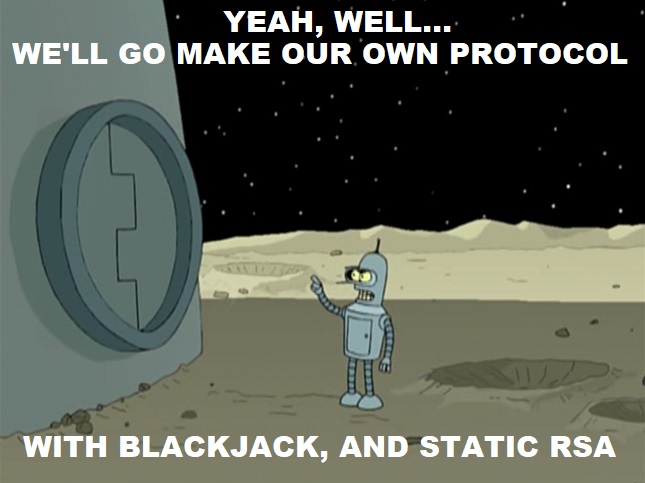 YEAH, WELL...
WE'LL GO MAKE OUR OWN PROTOCOL
WITH BLACKJACK, AND STATIC RSA